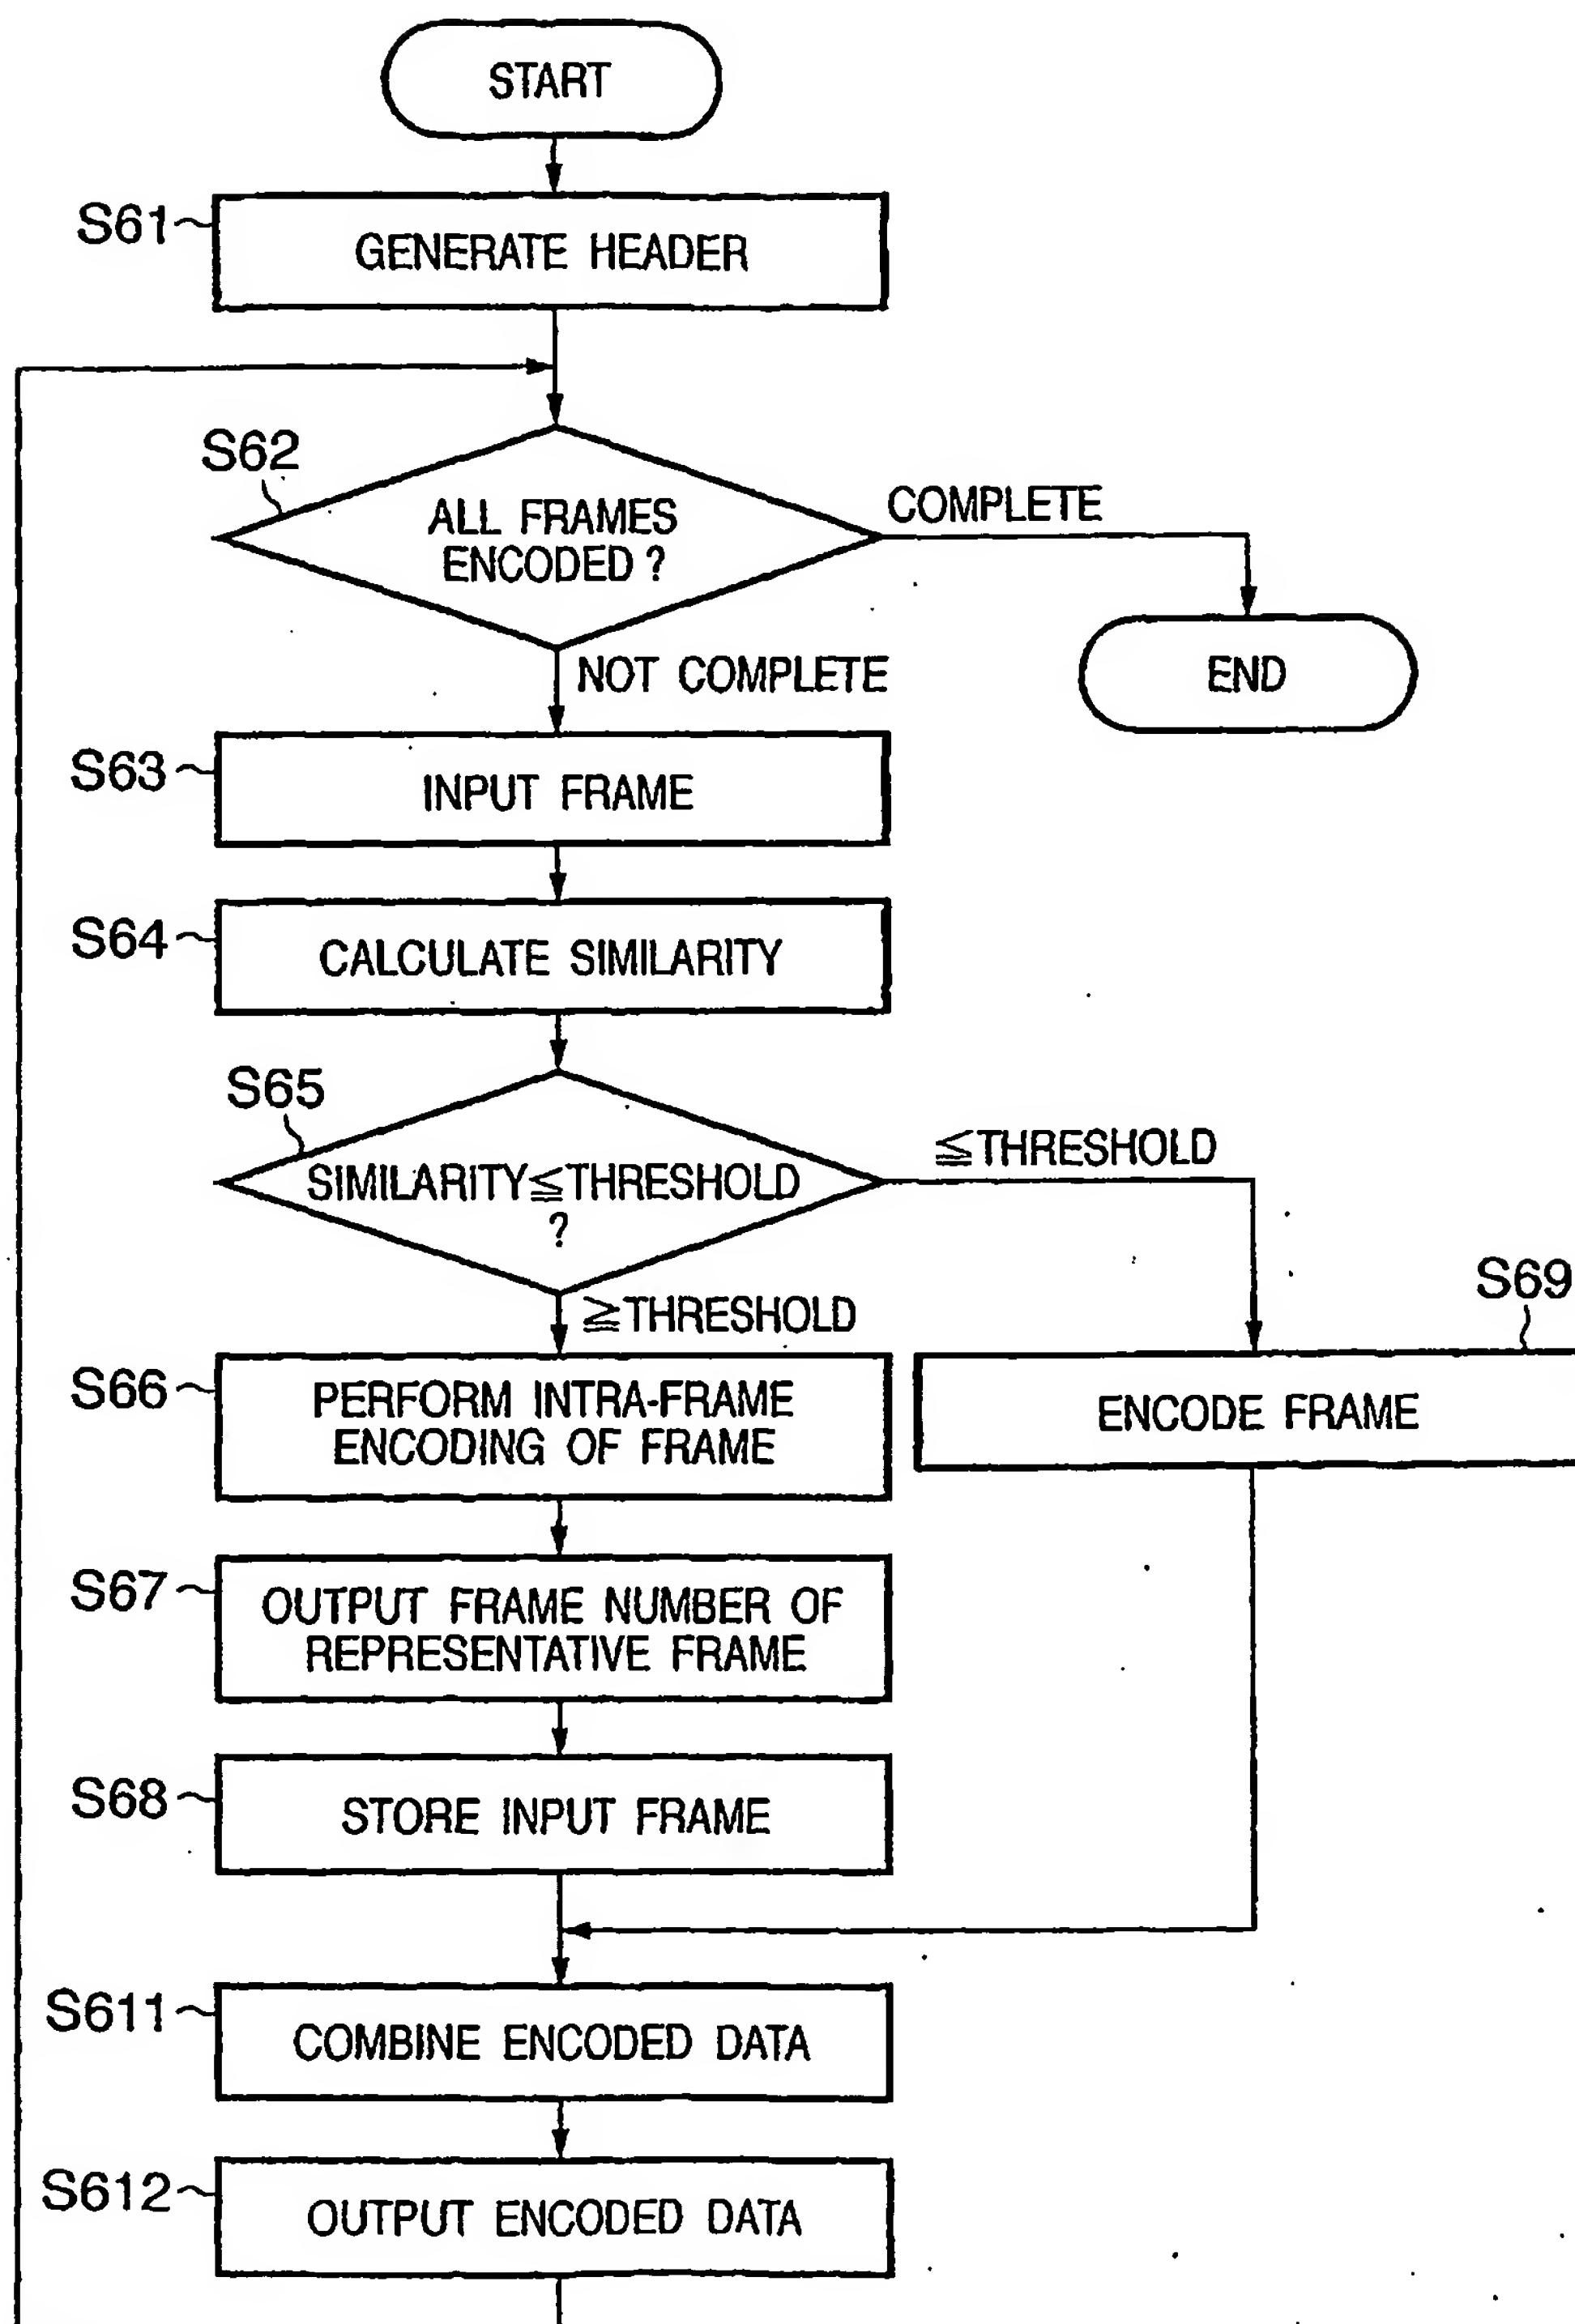 START
S61
GENERATE HEADER
S62
ALL FRAMES
ENCODED ?
COMPLETE
END
NOT COMPLETE
S63
INPUT FRAME
S64
CALCULATE SIMILARITY
S65
SIMILARITY≦THRESHOLD
?
≦THRESHOLD
≧THRESHOLD
S66
PERFORM INTRA-FRAME
ENCODING OF FRAME
S69
ENCODE FRAME
S67
OUTPUT FRAME NUMBER OF
REPRESENTATIVE FRAME
S68
STORE INPUT FRAME
S611
COMBINE ENCODED DATA
S612
OUTPUT ENCODED DATA